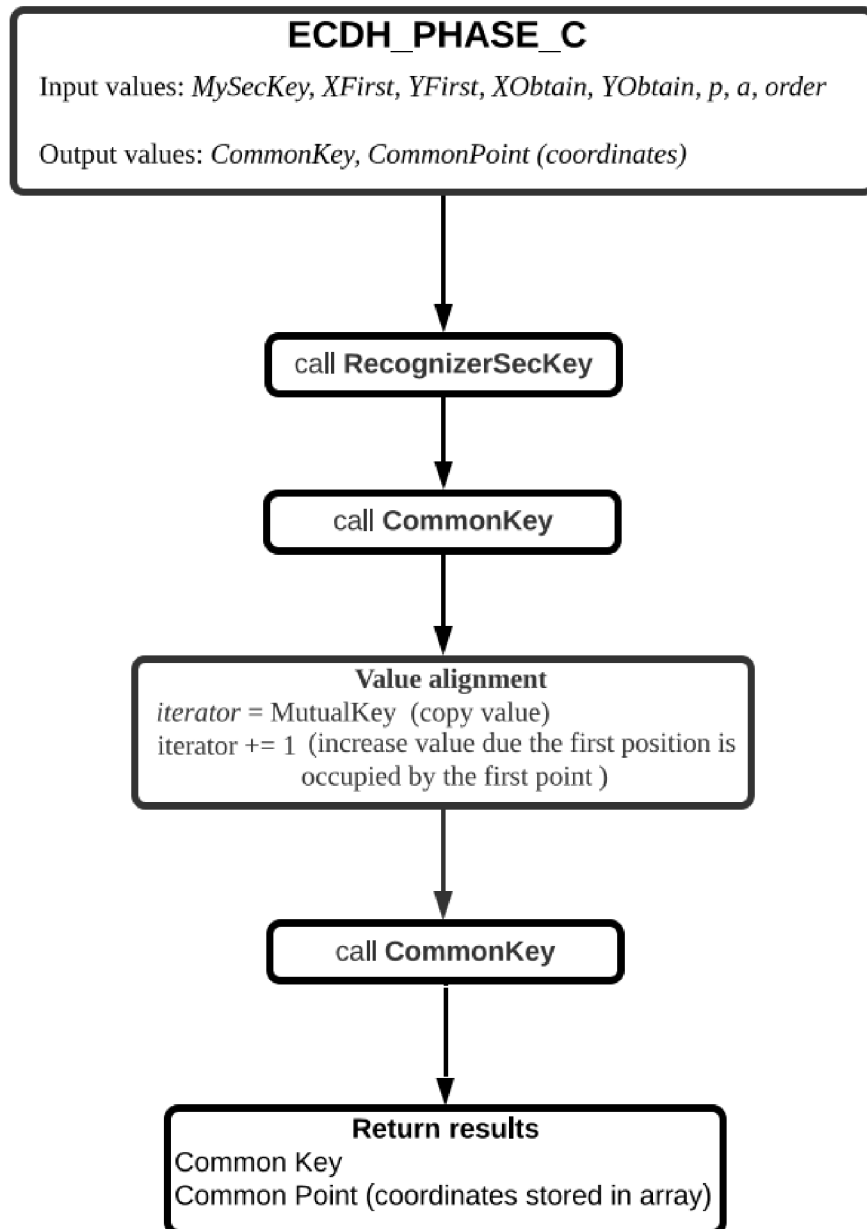 ECDH_PHASE_C
Input values: MySecKey, XFirst, YFirst, XObtain, YObtain, p, a, order
Output values: CommonKey, CommonPoint (coordinates)
call RecognizerSecKey
call CommonKey
Value alignment
iterator = MutualKey (copy value)
iterator += 1 (increase value due the first position is
occupied by the first point )
call CommonKey
Return results
Common Key
Common Point (coordinates stored in array)